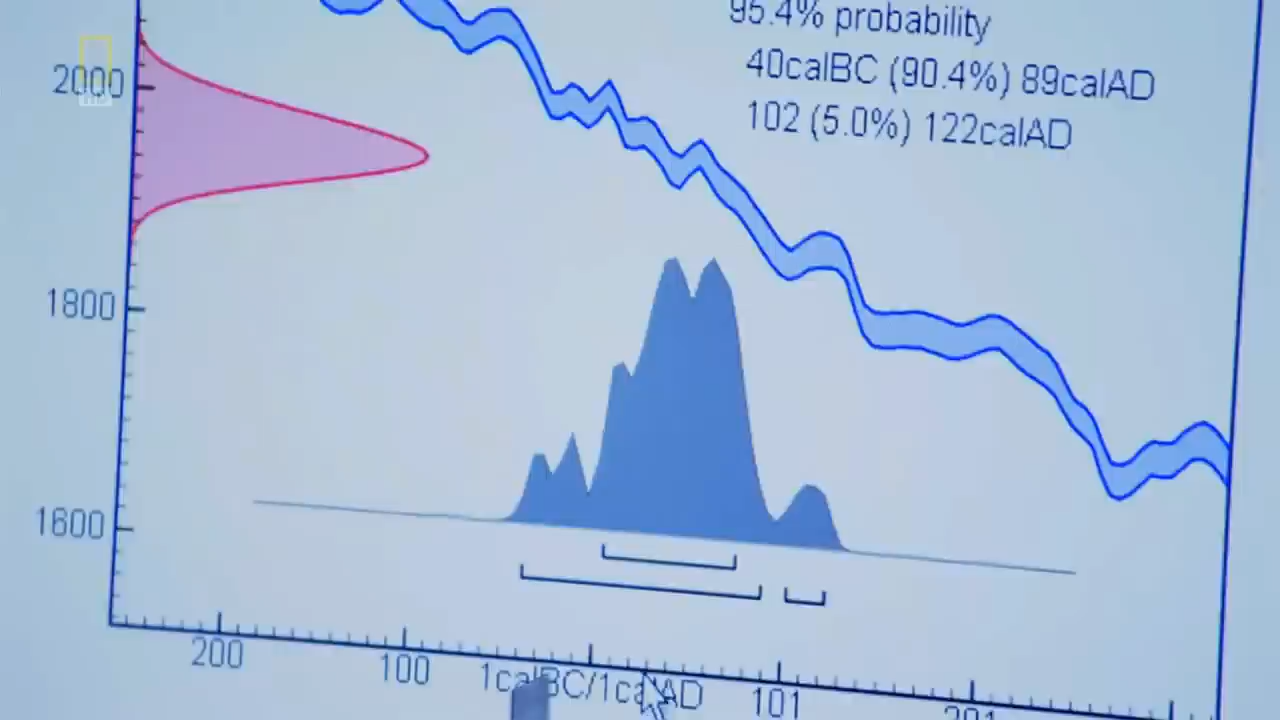 95.4% probability
40calBC (90.4%) 89calAD
102 (5.0%) 122calAD
2000
1800
1600
200
100
1calBC/1calAD
101
201